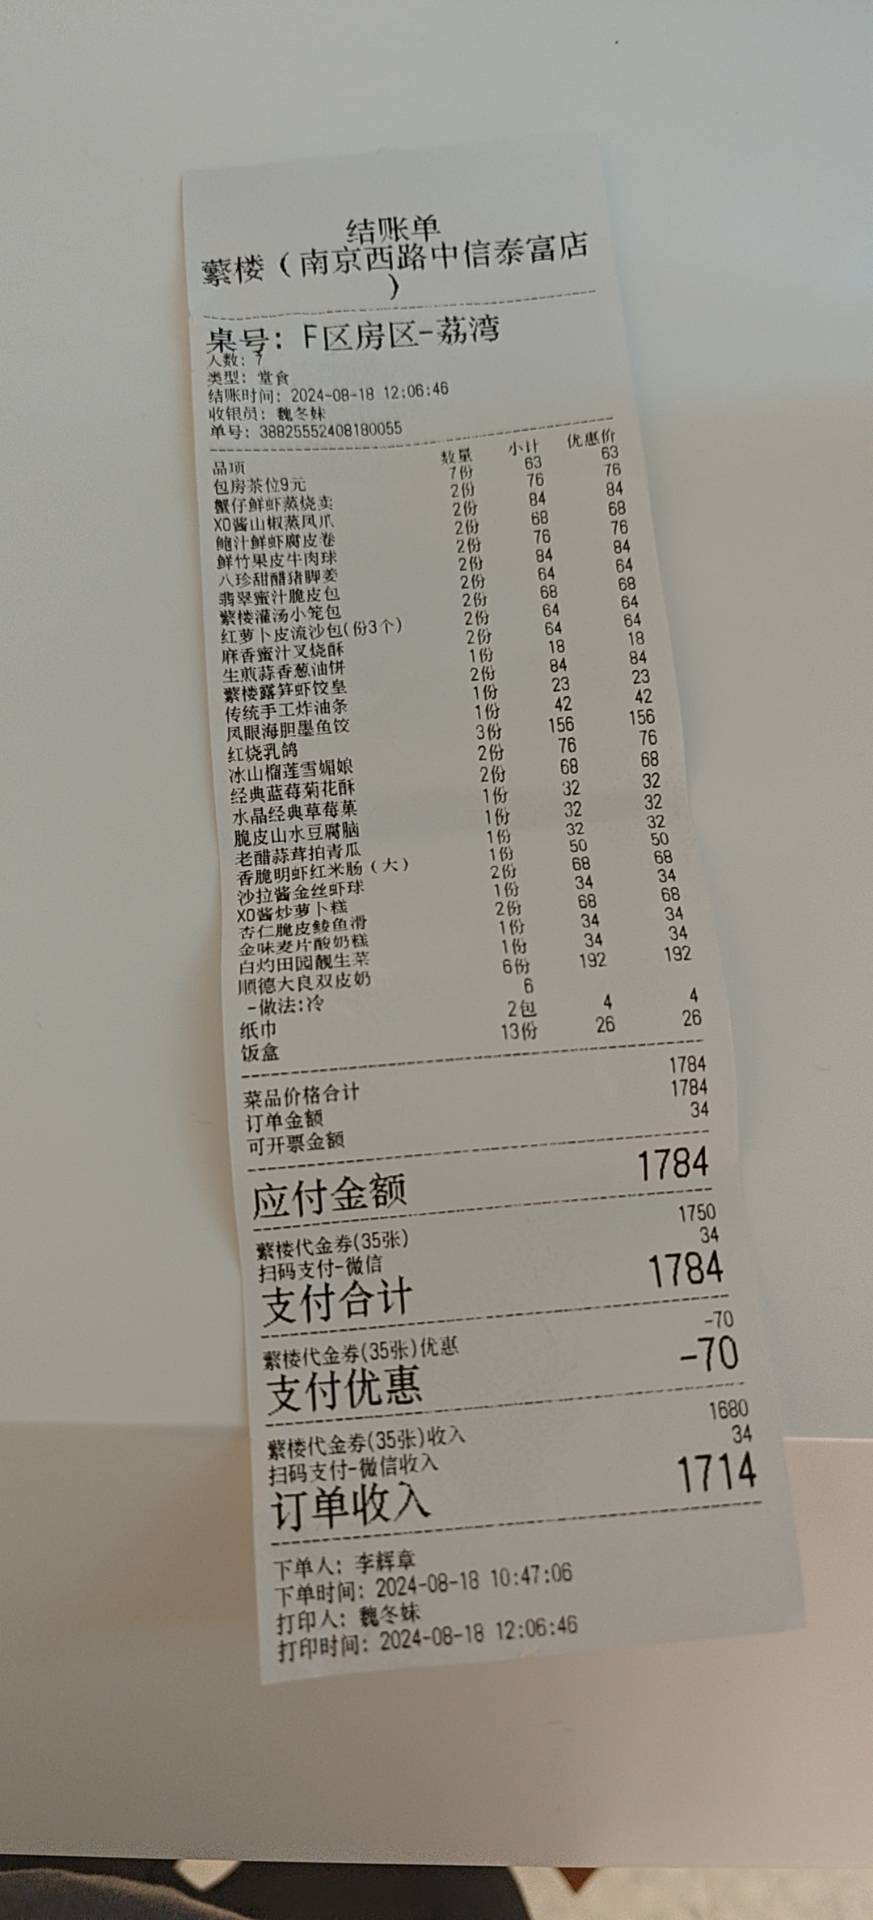 结账单
蘩楼（南京西路中信泰富店
）
桌号: F区房区-荔湾
人数: 7
类型: 堂食
结账时间: 2024-08-18 12:06:46
收银员: 魏冬妹
单号: 38825552408180055
品项 数量 小计 优惠价
包房茶位9元 7份 63 63
蟹仔鲜虾蒸烧卖 2份 76 76
XO酱山椒蒸凤爪 2份 84 84
鲍汁鲜虾腐皮卷 2份 68 68
鲜竹果皮牛肉球 2份 76 76
八珍甜醋猪脚姜 2份 84 84
翡翠蜜汁脆皮包 2份 64 64
蘩楼灌汤小笼包 2份 68 68
红萝卜皮流沙包(份3个) 2份 64 64
麻香蜜汁叉烧酥 2份 64 64
生煎蒜香葱油饼 1份 18 18
蘩楼露笋虾饺皇 2份 84 84
传统手工炸油条 1份 23 23
凤眼海胆墨鱼饺 1份 42 42
红烧乳鸽 3份 156 156
冰山榴莲雪媚娘 2份 76 76
经典蓝莓菊花酥 2份 68 68
水晶经典草莓菓 1份 32 32
脆皮山水豆腐脑 1份 32 32
老醋蒜茸拍青瓜 1份 32 32
香脆明虾红米肠（大） 1份 50 50
沙拉酱金丝虾球 2份 68 68
XO酱炒萝卜糕 1份 34 34
杏仁脆皮鲮鱼滑 2份 68 68
金味麦片酸奶糕 1份 34 34
白灼田园靓生菜 1份 34 34
顺德大良双皮奶 6份 192 192
-做法:冷 6
纸巾 2包 4 4
饭盒 13份 26 26
菜品价格合计 1784
订单金额 1784
可开票金额 34
应付金额 1784
蘩楼代金券(35张) 1750
扫码支付-微信 34
支付合计 1784
蘩楼代金券(35张)优惠 -70
支付优惠 -70
蘩楼代金券(35张)收入 1680
扫码支付-微信收入 34
订单收入 1714
下单人: 李辉章
下单时间: 2024-08-18 10:47:06
打印人: 魏冬妹
打印时间: 2024-08-18 12:06:46